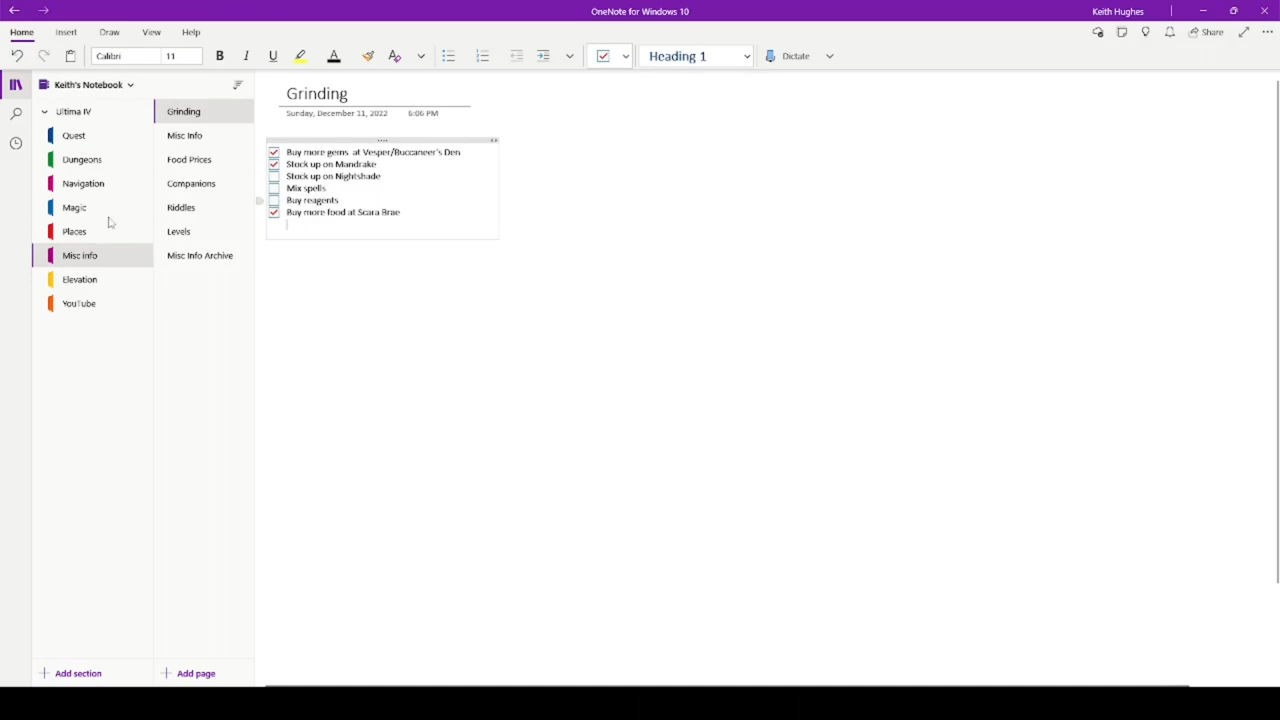 OneNote for Windows 10
Keith Hughes
Home Insert Draw View Help
Share
Calibri 11 B I U A Heading 1 Dictate
Keith's Notebook
Ultima IV
Quest
Dungeons
Navigation
Magic
Places
Misc info
Elevation
YouTube
Add section
Grinding
Misc Info
Food Prices
Companions
Riddles
Levels
Misc Info Archive
Add page
Grinding
Sunday, December 11, 2022 6:06 PM
Buy more gems at Vesper/Buccaneer's Den
Stock up on Mandrake
Stock up on Nightshade
Mix spells
Buy reagents
Buy more food at Scara Brae